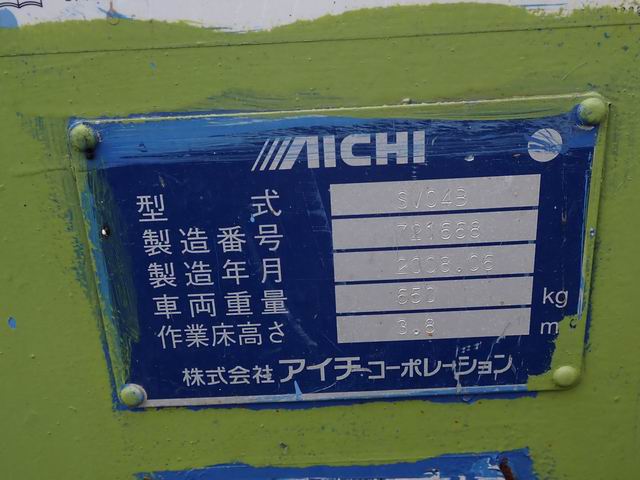 AICHI
型式 SV04B
製造番号
製造年月 2008.06
車両重量 650 kg
作業床高さ 3.8 m
株式会社 アイチコーポレーション